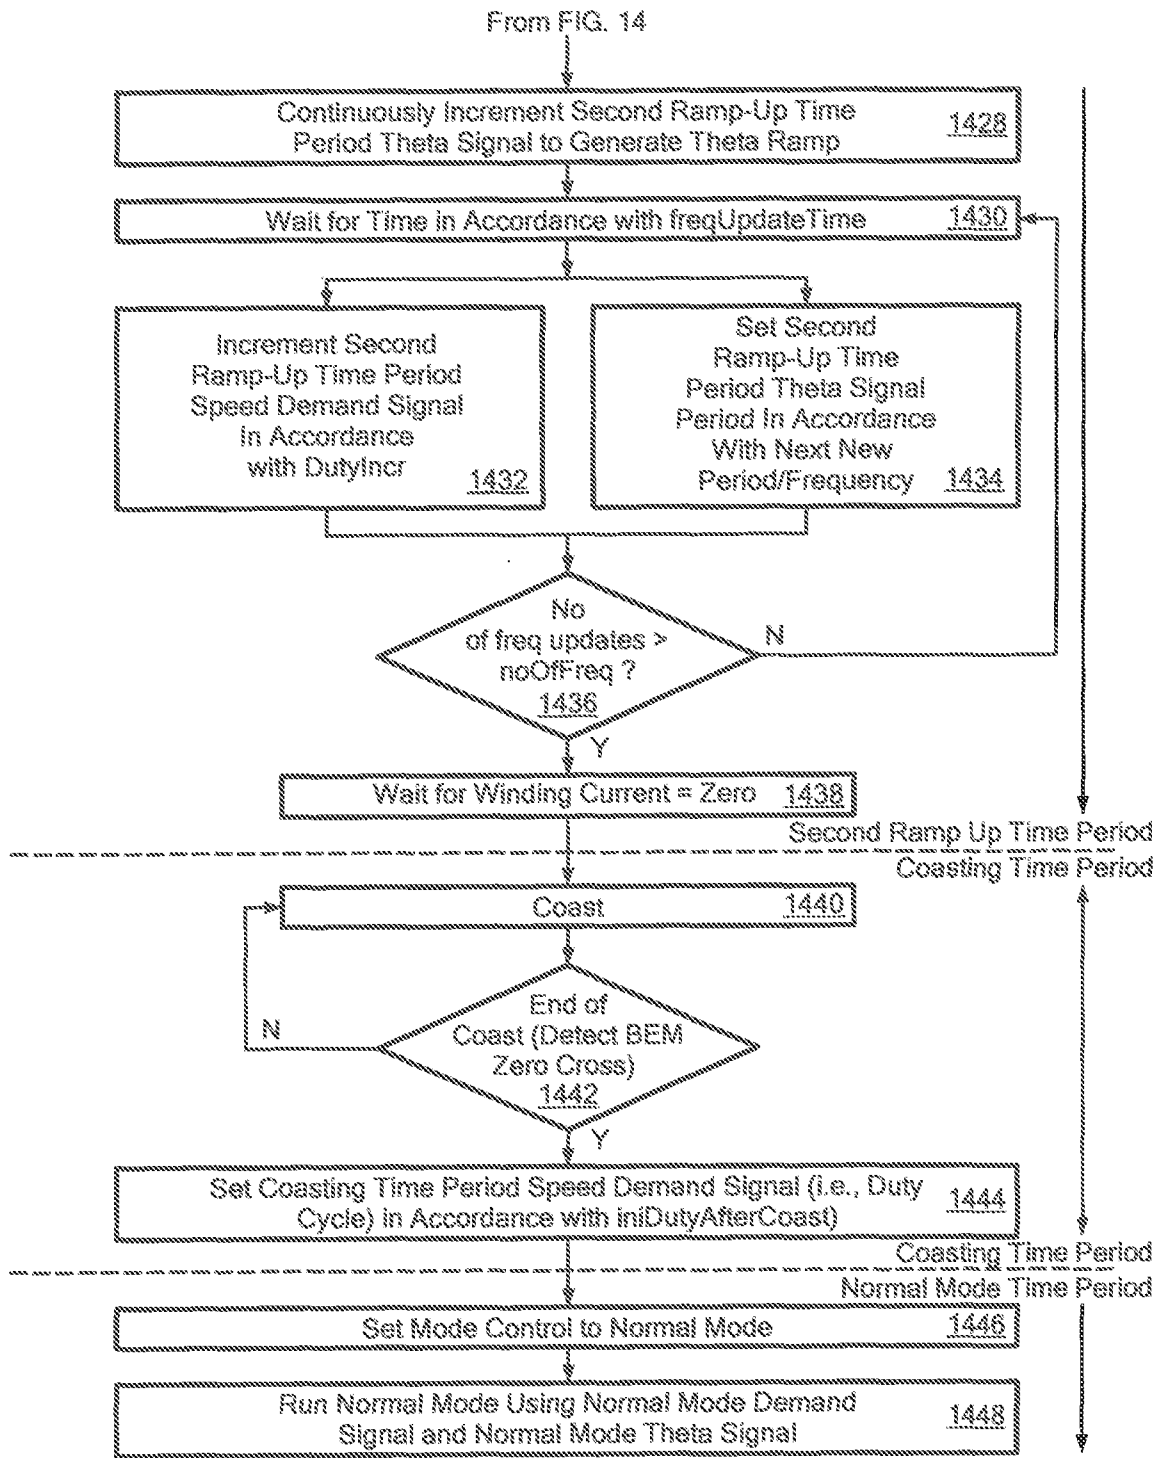 From FIG. 14
Continuously Increment Second Ramp-Up Time
Period Theta Signal to Generate Theta Ramp
1428
Wait for Time in Accordance with freqUpdateTime
1430
Increment Second
Ramp-Up Time Period
Speed Demand Signal
In Accordance
with DutyIncr
1432
Set Second
Ramp-Up Time
Period Theta Signal
Period In Accordance
With Next New
Period/Frequency
1434
No
of freq updates >
noOfFreq ?
1436
N
Y
Wait for Winding Current = Zero
1438
Second Ramp Up Time Period
Coasting Time Period
Coast
1440
End of
Coast (Detect BEM
Zero Cross)
1442
N
Y
Set Coasting Time Period Speed Demand Signal (i.e., Duty
Cycle) in Accordance with iniDutyAfterCoast)
1444
Coasting Time Period
Normal Mode Time Period
Set Mode Control to Normal Mode
1446
Run Normal Mode Using Normal Mode Demand
Signal and Normal Mode Theta Signal
1448